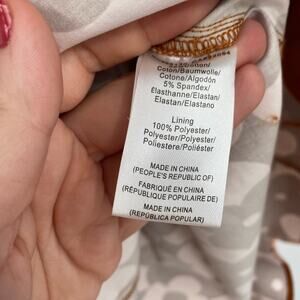 Cotton/Baumwolle/
Cotone/Algodón
5% Spandex/
Élasthanne/Elastan/
Elastan/Elastano
Lining
100% Polyester/
Polyester/Polyester/
Poliestere/Poliéster
MADE IN CHINA
(PEOPLE'S REPUBLIC OF)
FABRIQUÉ EN CHINA
(RÉPUBLIQUE POPULAIRE DE)
MADE IN CHINA
(REPÚBLICA POPULAR)